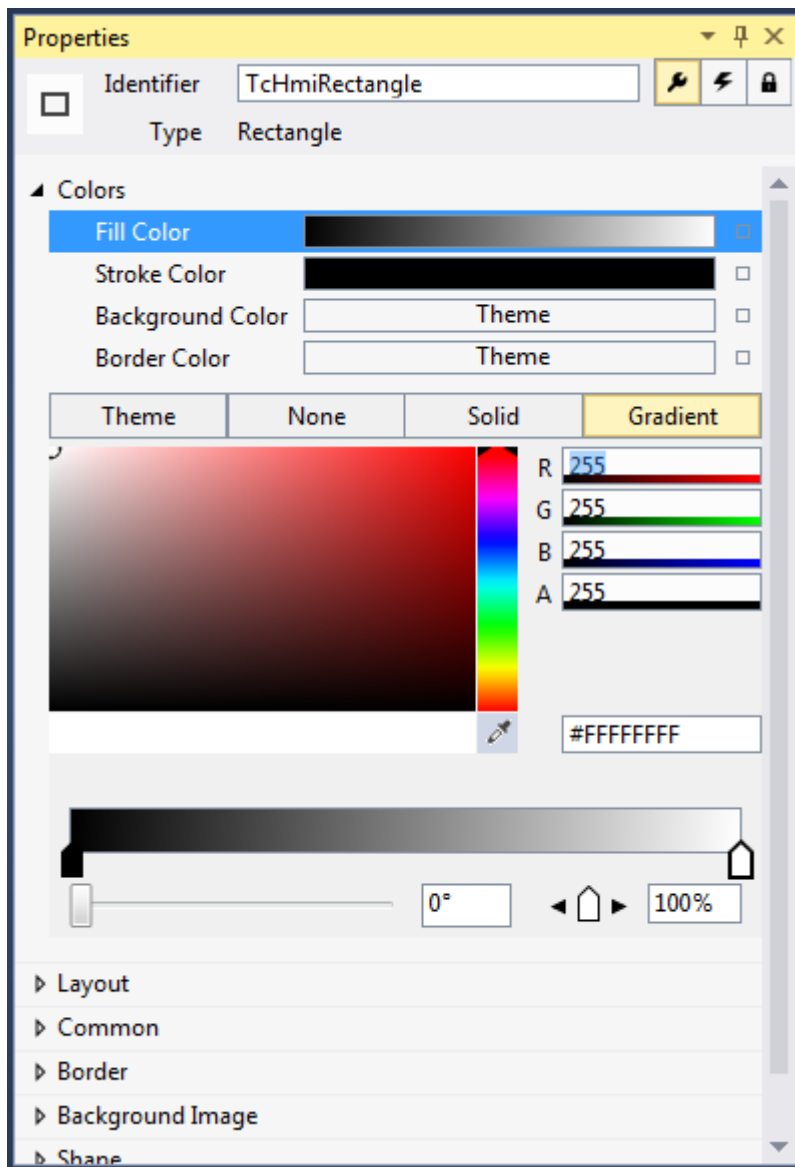 Properties
Identifier TcHmiRectangle
Type Rectangle
Colors
Fill Color
Stroke Color
Background Color Theme
Border Color Theme
Theme None Solid Gradient
R 255
G 255
B 255
A 255
#FFFFFFFF
0° 100%
Layout
Common
Border
Background Image
Shape